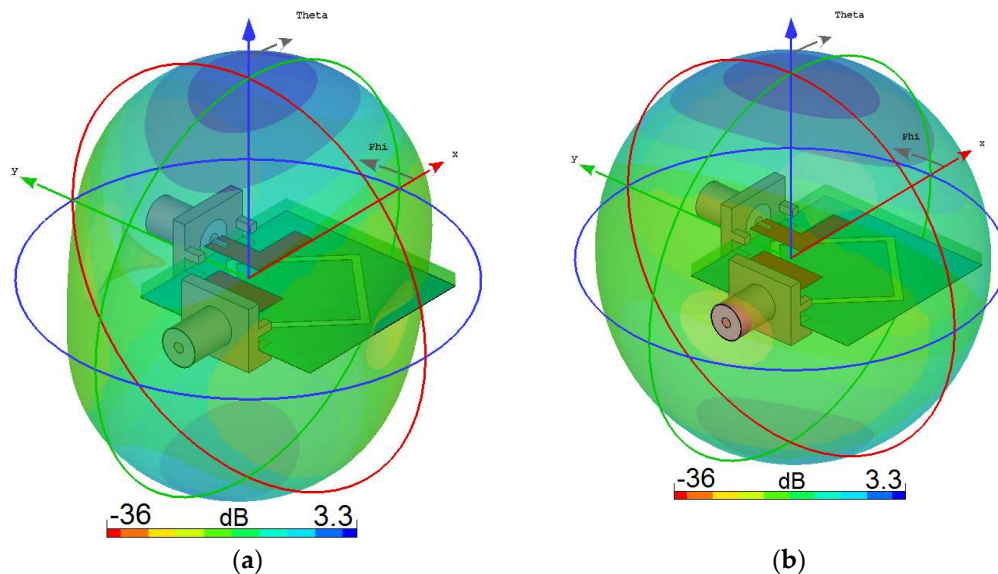 Theta
Phi
x
y
-36 dB 3.3
(a)
Theta
Phi
x
y
-36 dB 3.3
(b)